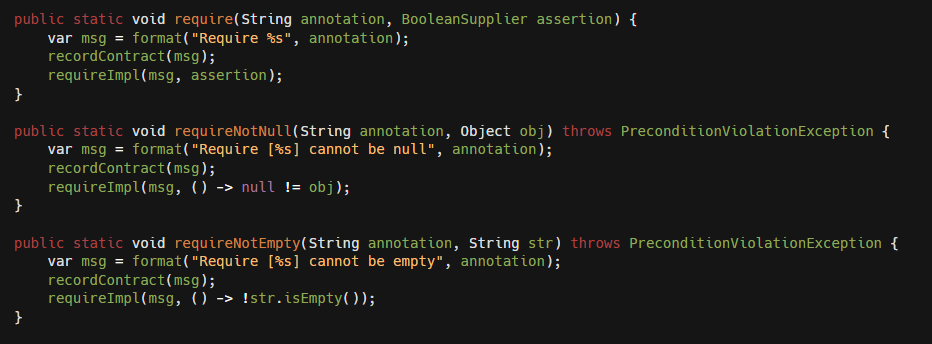 public static void require(String annotation, BooleanSupplier assertion) {
    var msg = format("Require %s", annotation);
    recordContract(msg);
    requireImpl(msg, assertion);
}

public static void requireNotNull(String annotation, Object obj) throws PreconditionViolationException {
    var msg = format("Require [%s] cannot be null", annotation);
    recordContract(msg);
    requireImpl(msg, () -> null != obj);
}

public static void requireNotEmpty(String annotation, String str) throws PreconditionViolationException {
    var msg = format("Require [%s] cannot be empty", annotation);
    recordContract(msg);
    requireImpl(msg, () -> !str.isEmpty());
}